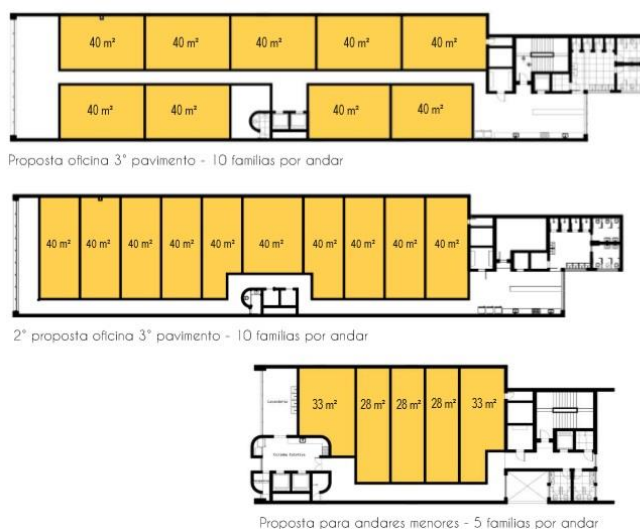 40 m² 40 m² 40 m² 40 m² 40 m²
40 m² 40 m² 40 m² 40 m²
Proposta oficina 3° pavimento - 10 familias por andar
40 m² 40 m² 40 m² 40 m² 40 m² 40 m² 40 m² 40 m² 40 m² 40 m²
2° proposta oficina 3° pavimento - 10 familias por andar
33 m² 28 m² 28 m² 28 m² 33 m²
Proposta para andares menores - 5 familias por andar